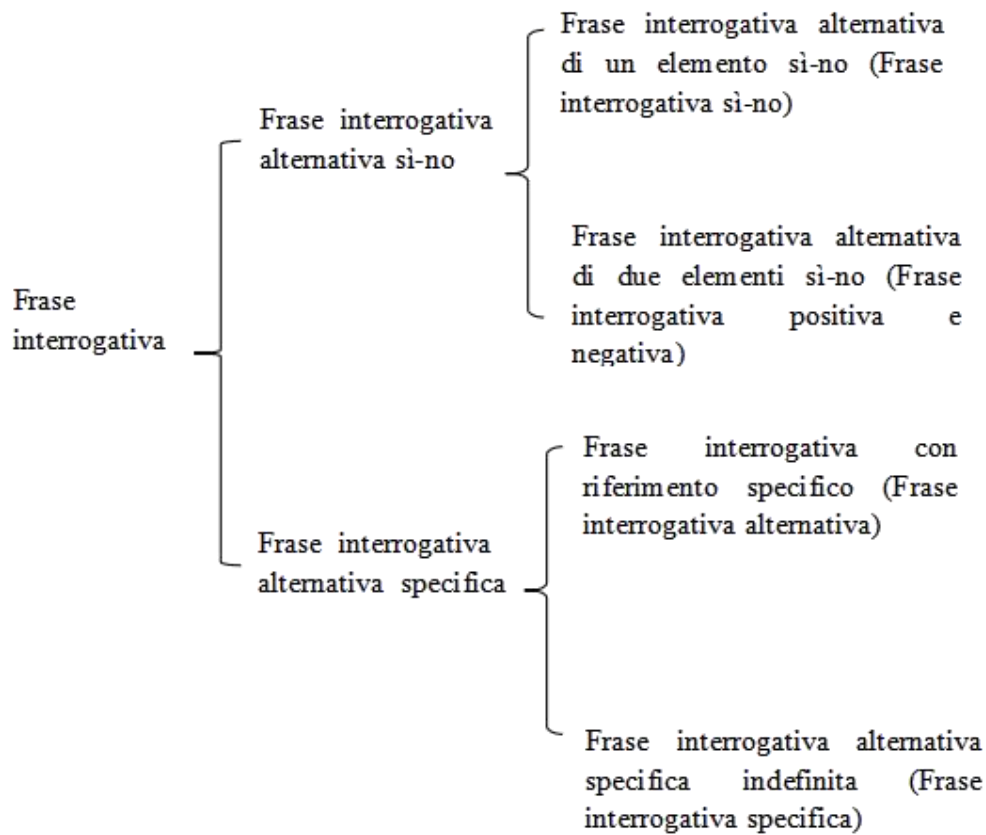 Frase
interrogativa
Frase interrogativa
alternativa sì-no
Frase interrogativa alternativa
di un elemento sì-no (Frase
interrogativa sì-no)
Frase interrogativa alternativa
di due elementi sì-no (Frase
interrogativa positiva e
negativa)
Frase interrogativa
alternativa specifica
Frase interrogativa con
riferimento specifico (Frase
interrogativa alternativa)
Frase interrogativa alternativa
specifica indefinita (Frase
interrogativa specifica)